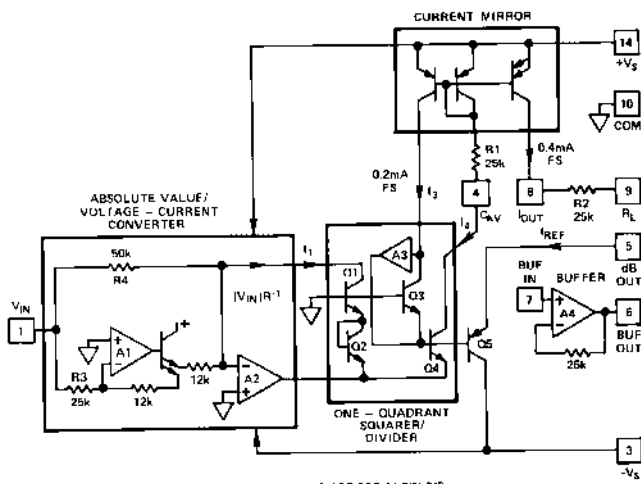 CURRENT MIRROR
14
+VS
10
COM
R1
25k
0.2mA
FS
I3
0.4mA
FS
4
CAV
8
IOUT
R2
25k
9
RL
ABSOLUTE VALUE/
VOLTAGE – CURRENT
CONVERTER
I1
I4
IREF
5
dB
OUT
50k
R4
|VIN|R-1
A3
Q1
Q3
Q2
Q4
Q5
BUF
IN
BUFFER
7
A4
6
BUF
OUT
25k
VIN
1
A1
+
12k
A2
R3
25k
12k
ONE – QUADRANT
SQUARER/
DIVIDER
3
-VS